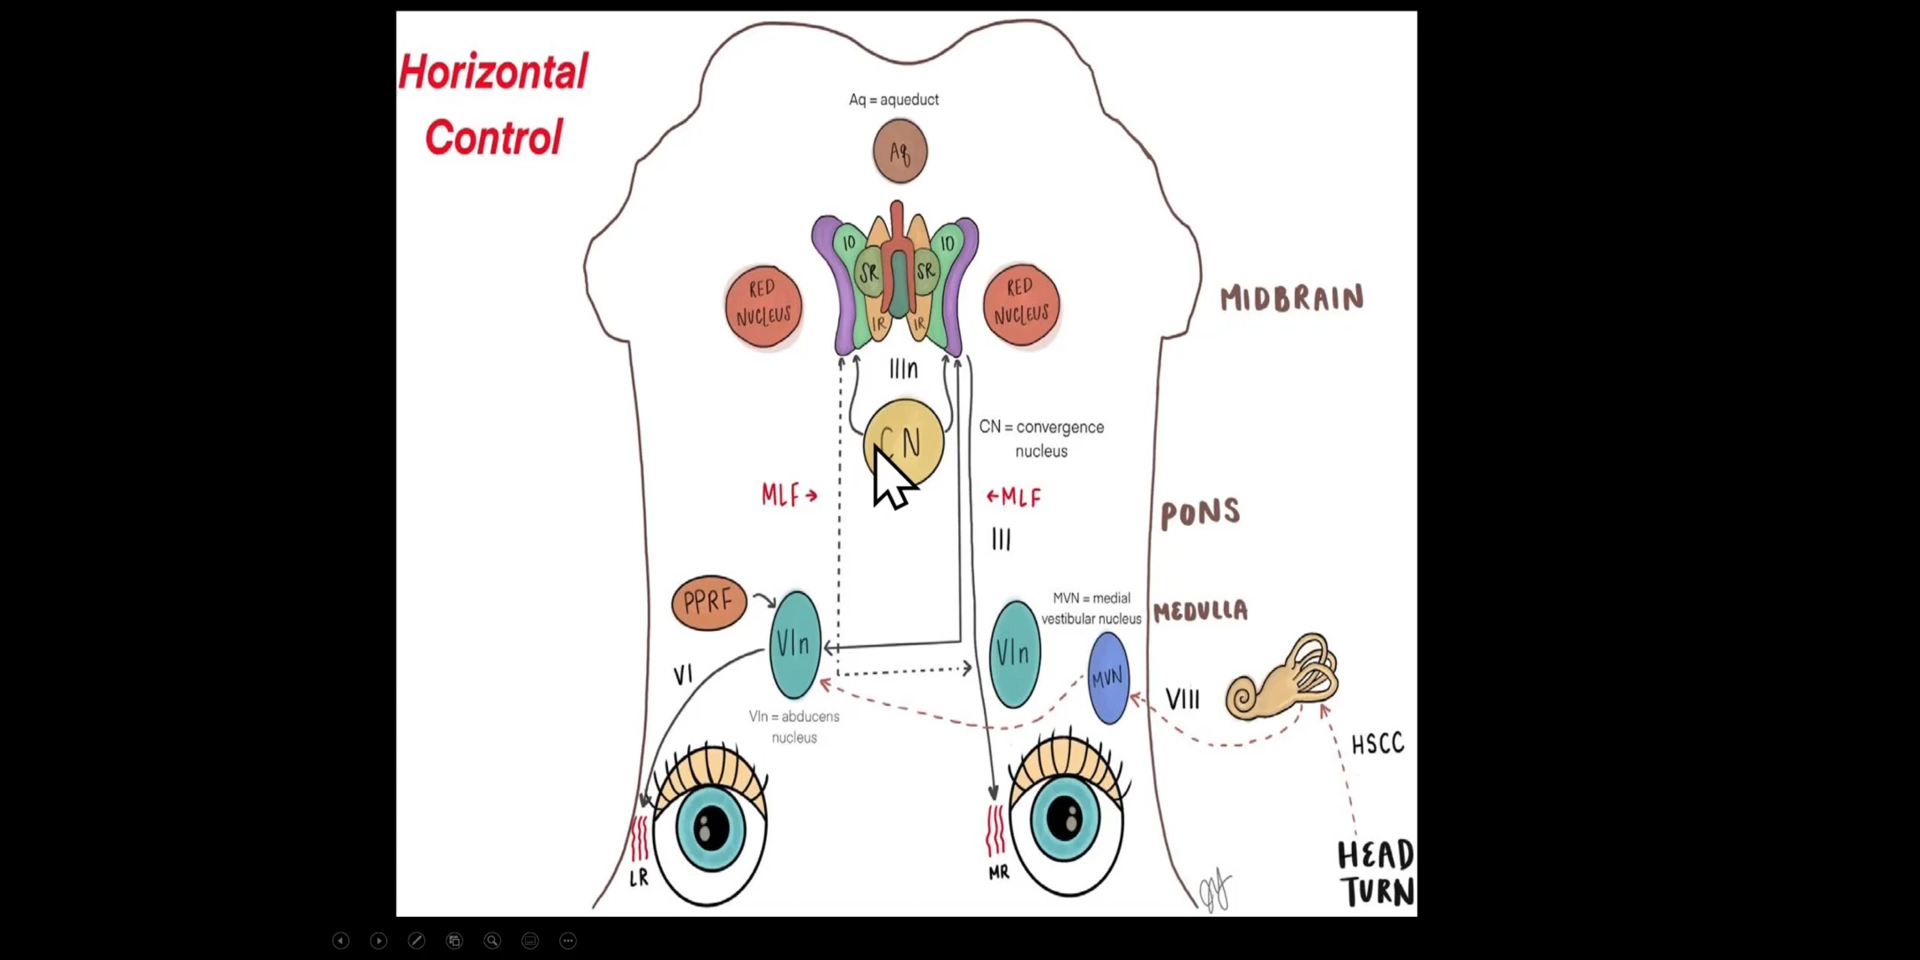 Horizontal
Control
Aq = aqueduct
Aq
IO
IO
SR
SR
RED
NUCLEUS
RED
NUCLEUS
IR
IR
MIDBRAIN
IIIn
CN
CN = convergence
nucleus
MLF→
←MLF
PONS
III
PPRF
MVN = medial
vestibular nucleus
MEDULLA
VIn
VIn
VI
MVN
VIII
VIn = abducens
nucleus
HSCC
LR
MR
HEAD
TURN